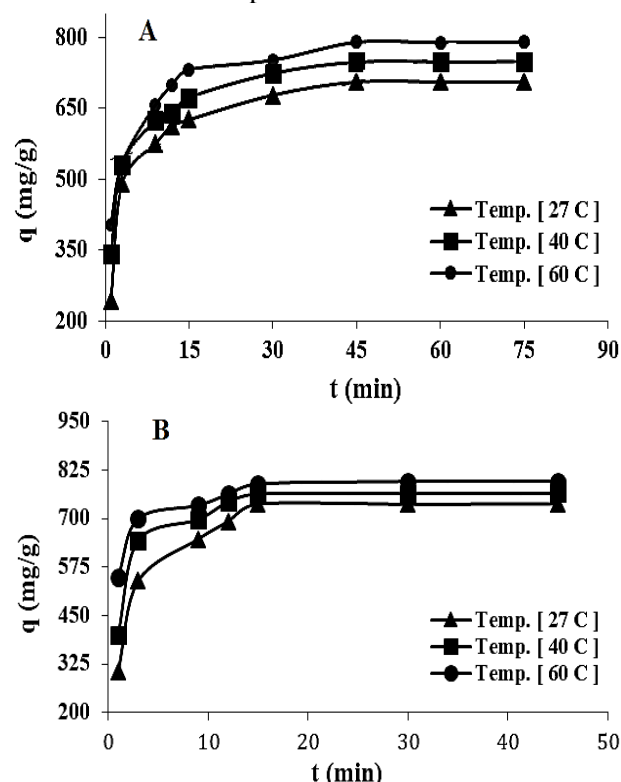 A
800
650
500
350
200
q (mg/g)
Temp. [ 27 C ]
Temp. [ 40 C ]
Temp. [ 60 C ]
0 15 30 45 60 75 90
t (min)
B
950
825
700
575
450
325
200
q (mg/g)
Temp. [ 27 C ]
Temp. [ 40 C ]
Temp. [ 60 C ]
0 10 20 30 40 50
t (min)